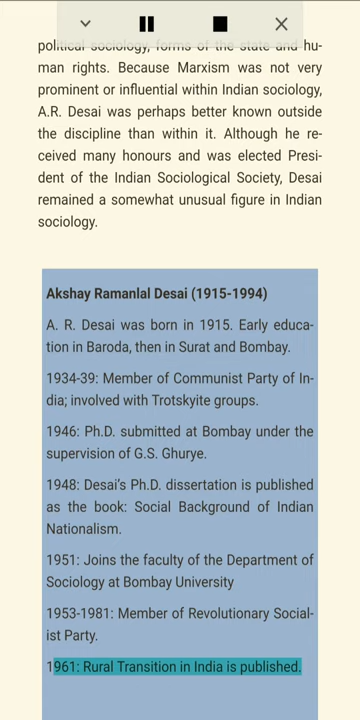 political sociology, forms of the state and hu-
man rights. Because Marxism was not very
prominent or influential within Indian sociology,
A.R. Desai was perhaps better known outside
the discipline than within it. Although he re-
ceived many honours and was elected Presi-
dent of the Indian Sociological Society, Desai
remained a somewhat unusual figure in Indian
sociology.
Akshay Ramanlal Desai (1915-1994)
A. R. Desai was born in 1915. Early educa-
tion in Baroda, then in Surat and Bombay.
1934-39: Member of Communist Party of In-
dia; involved with Trotskyite groups.
1946: Ph.D. submitted at Bombay under the
supervision of G.S. Ghurye.
1948: Desai's Ph.D. dissertation is published
as the book: Social Background of Indian
Nationalism.
1951: Joins the faculty of the Department of
Sociology at Bombay University
1953-1981: Member of Revolutionary Social-
ist Party.
1961: Rural Transition in India is published.